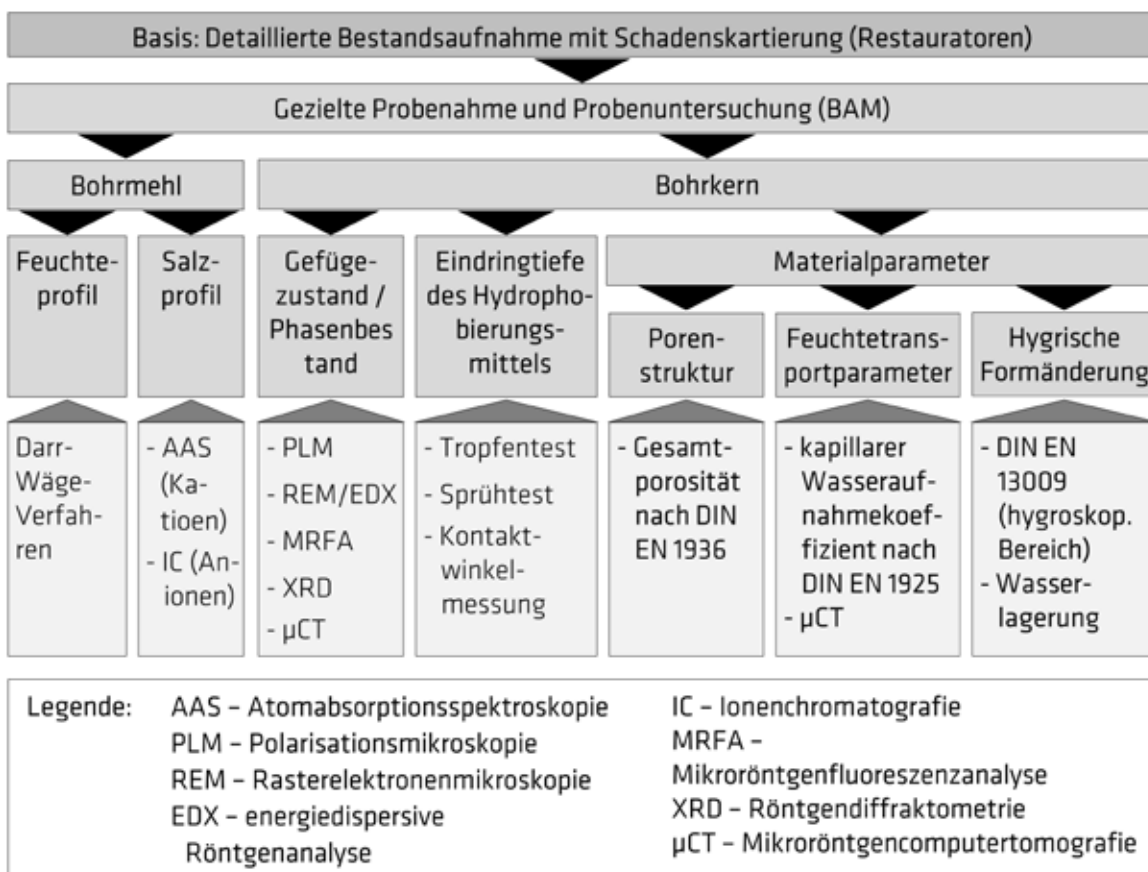 Basis: Detaillierte Bestandsaufnahme mit Schadenskartierung (Restauratoren)
Gezielte Probenahme und Probenuntersuchung (BAM)
Bohrmehl
Bohrkern
Feuchte-
profil
Salz-
profil
Gefüge-
zustand /
Phasenbes
tand
Eindringtiefe
des Hydropho-
bierungs-
mittels
Materialparameter
Poren-
struktur
Feuchtetrans-
portparameter
Hygrische
Formänderung
Darr-
Wäge-
Verfah-
ren
- AAS
(Ka-
tioen)
- IC (An-
ionen)
- PLM
- REM/EDX
- MRFA
- XRD
- µCT
- Tropfentest
- Sprühtest
- Kontakt-
winkel-
messung
- Gesamt-
porosität
nach DIN
EN 1936
- kapillarer
Wasserauf-
nahmekoef-
fizient nach
DIN EN 1925
- µCT
- DIN EN
13009
(hygroskop.
Bereich)
- Wasser-
lagerung
Legende:
AAS – Atomabsorptionsspektroskopie
PLM – Polarisationsmikroskopie
REM – Rasterelektronenmikroskopie
EDX – energiedispersive
Röntgenanalyse
IC – Ionenchromatografie
MRFA –
Mikroröntgenfluoreszenzanalyse
XRD – Röntgendiffraktometrie
µCT – Mikroröntgencomputertomografie